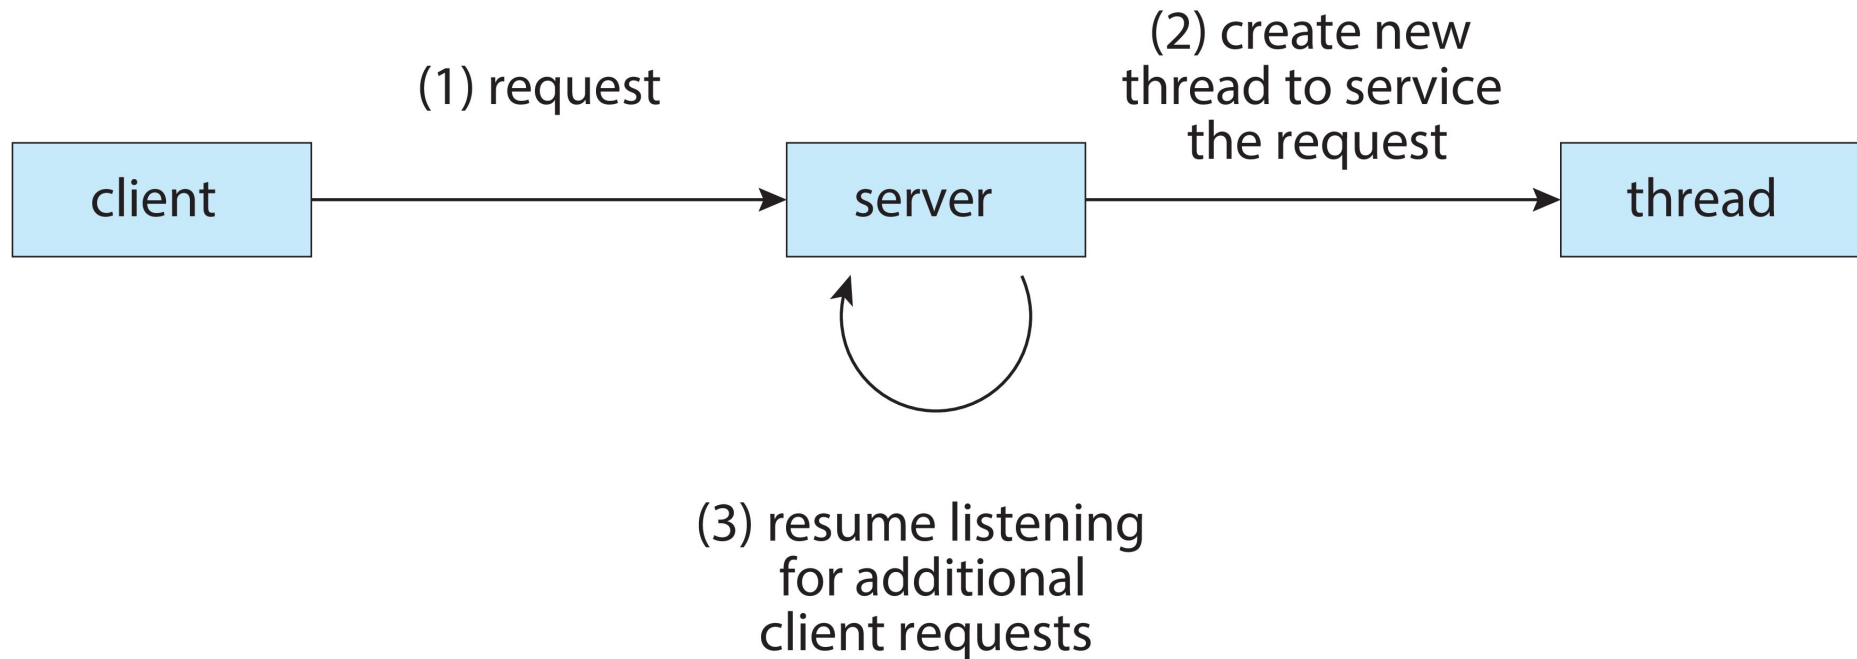 (1) request
(2) create new
thread to service
the request
client
server
thread
(3) resume listening
for additional
client requests